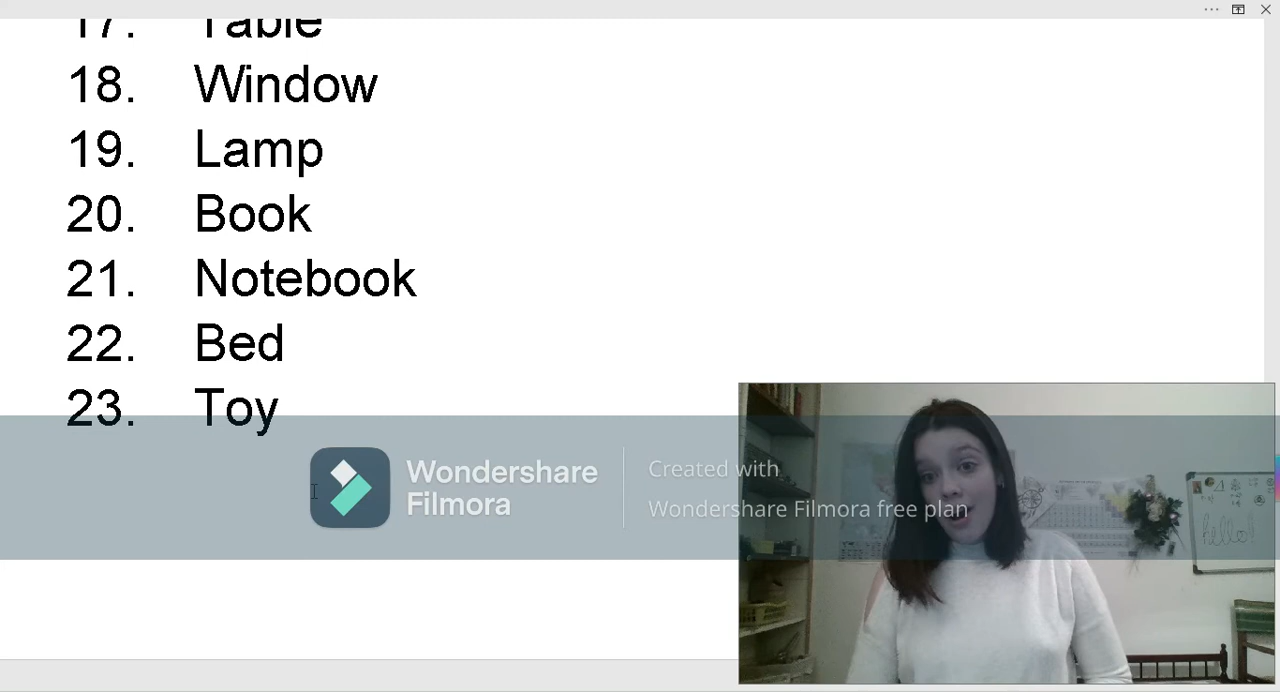 17. Table
18. Window
19. Lamp
20. Book
21. Notebook
22. Bed
23. Toy
Wondershare
Filmora
Created with
Wondershare Filmora free plan
hello!